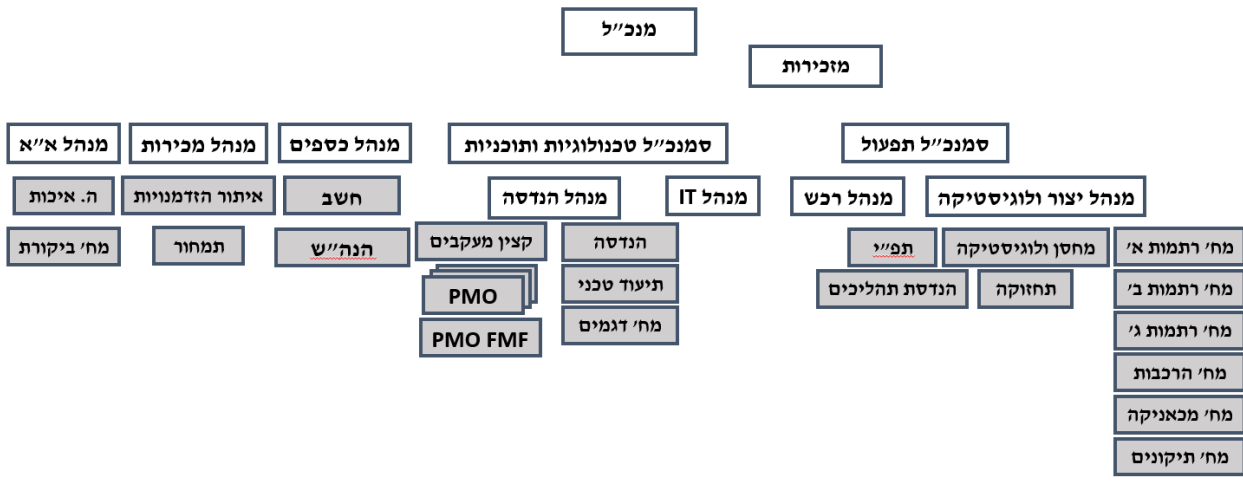 מנכ״ל
מזכירות
סמנכ״ל תפעול
סמנכ״ל טכנולוגיות ותוכניות
מנהל כספים
מנהל מכירות
מנהל א״א
מנהל יצור ולוגיסטיקה
מנהל רכש
מנהל IT
מנהל הנדסה
חשב
איתור הזדמנויות
ה. איכות
מח׳ רתמות א׳
מחסן ולוגיסטיקה
תפ״י
הנדסה
קצין מעקבים
הנה״ש
תמחור
מח׳ ביקורת
מח׳ רתמות ב׳
תחזוקה
הנדסת תהליכים
תיעוד טכני
PMO
מח׳ רתמות ג׳
מח׳ דגמים
PMO FMF
מח׳ הרכבות
מח׳ מכאניקה
מח׳ תיקונים